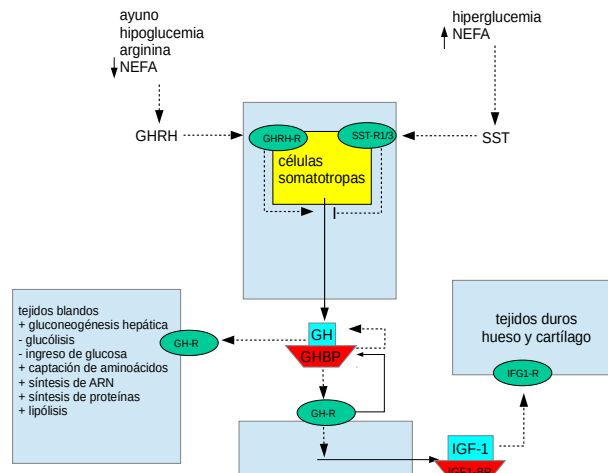 ayuno
hipoglucemia
arginina
NEFA
hiperglucemia
NEFA
GHRH
SST
GHRH-R
SST-R1/3
células
somatotropas
tejidos blandos
+ gluconeogénesis hepática
- glucólisis
- ingreso de glucosa
+ captación de aminoácidos
+ síntesis de ARN
+ síntesis de proteínas
+ lipólisis
GH-R
GH
GHBP
GH-R
tejidos duros
hueso y cartílago
IFG1-R
IGF-1
IGF1-BP